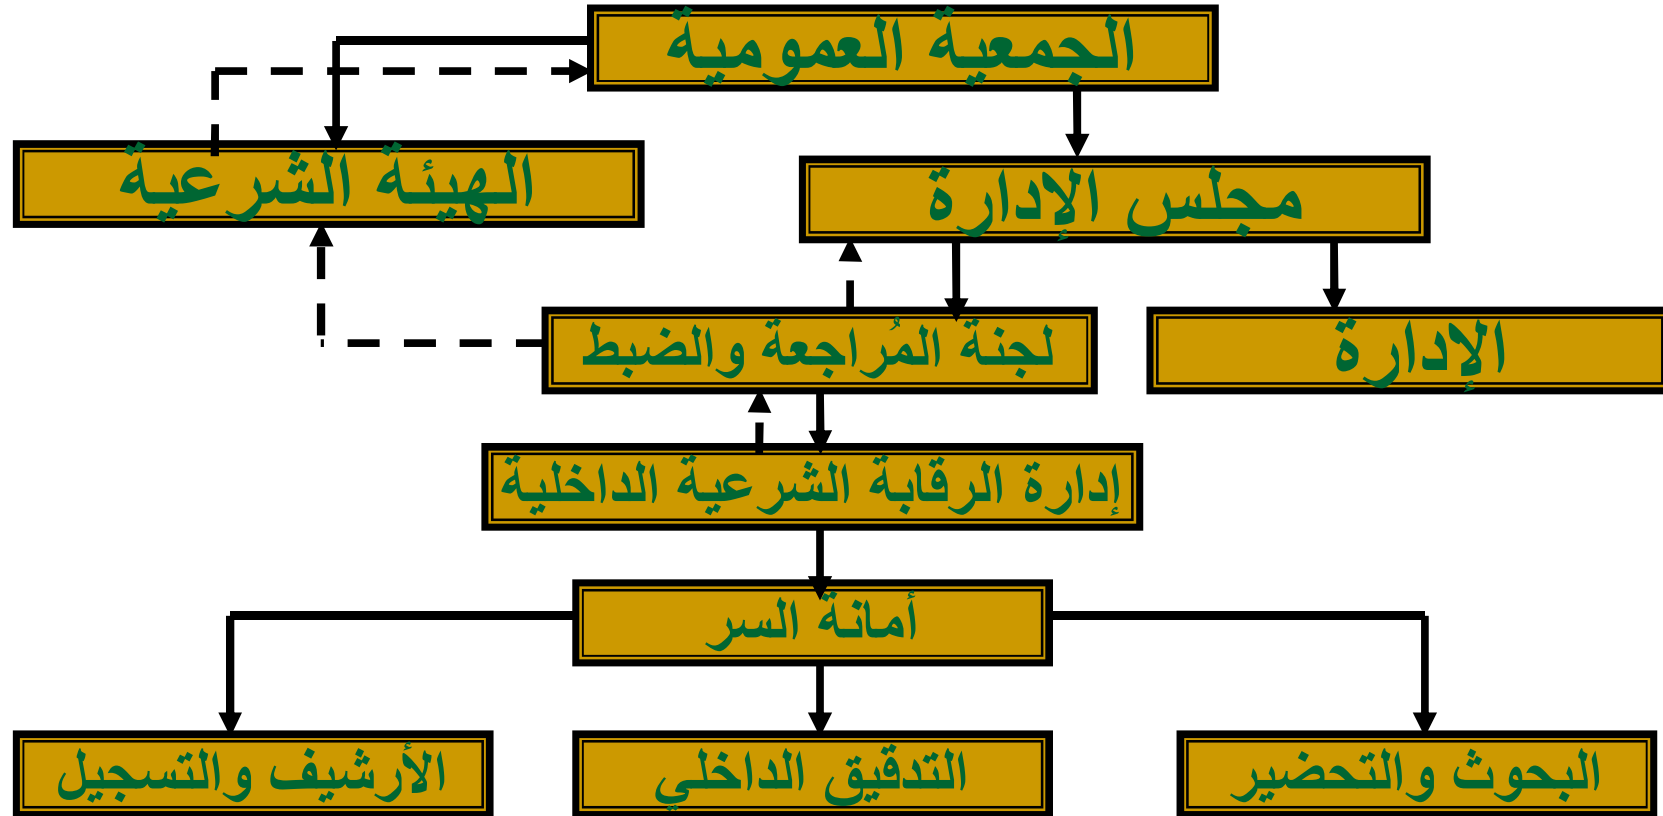 الجمعية العمومية
الهيئة الشرعية
مجلس الإدارة
لجنة المُراجعة والضبط
الإدارة
إدارة الرقابة الشرعية الداخلية
أمانة السر
البحوث والتحضير
التدقيق الداخلي
الأرشيف والتسجيل